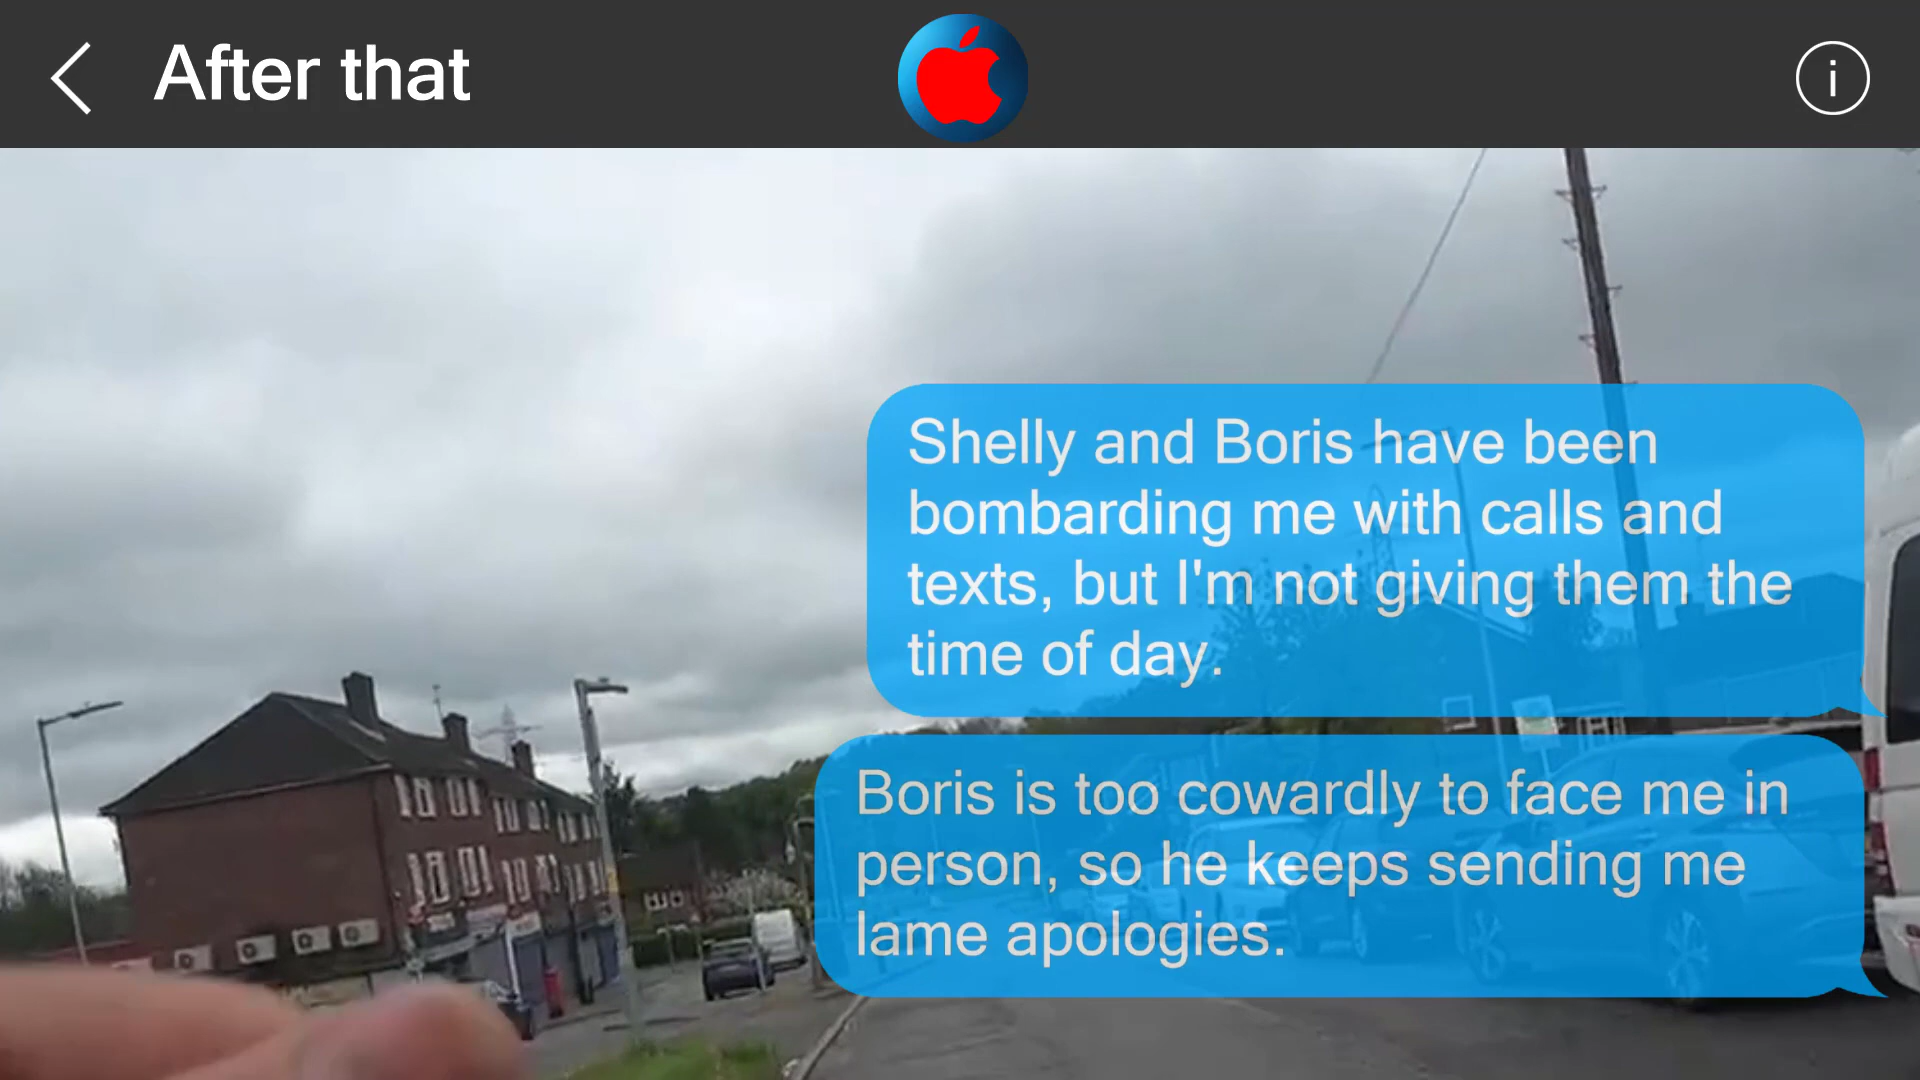 After that
i
Shelly and Boris have been
bombarding me with calls and
texts, but I'm not giving them the
time of day.
Boris is too cowardly to face me in
person, so he keeps sending me
lame apologies.